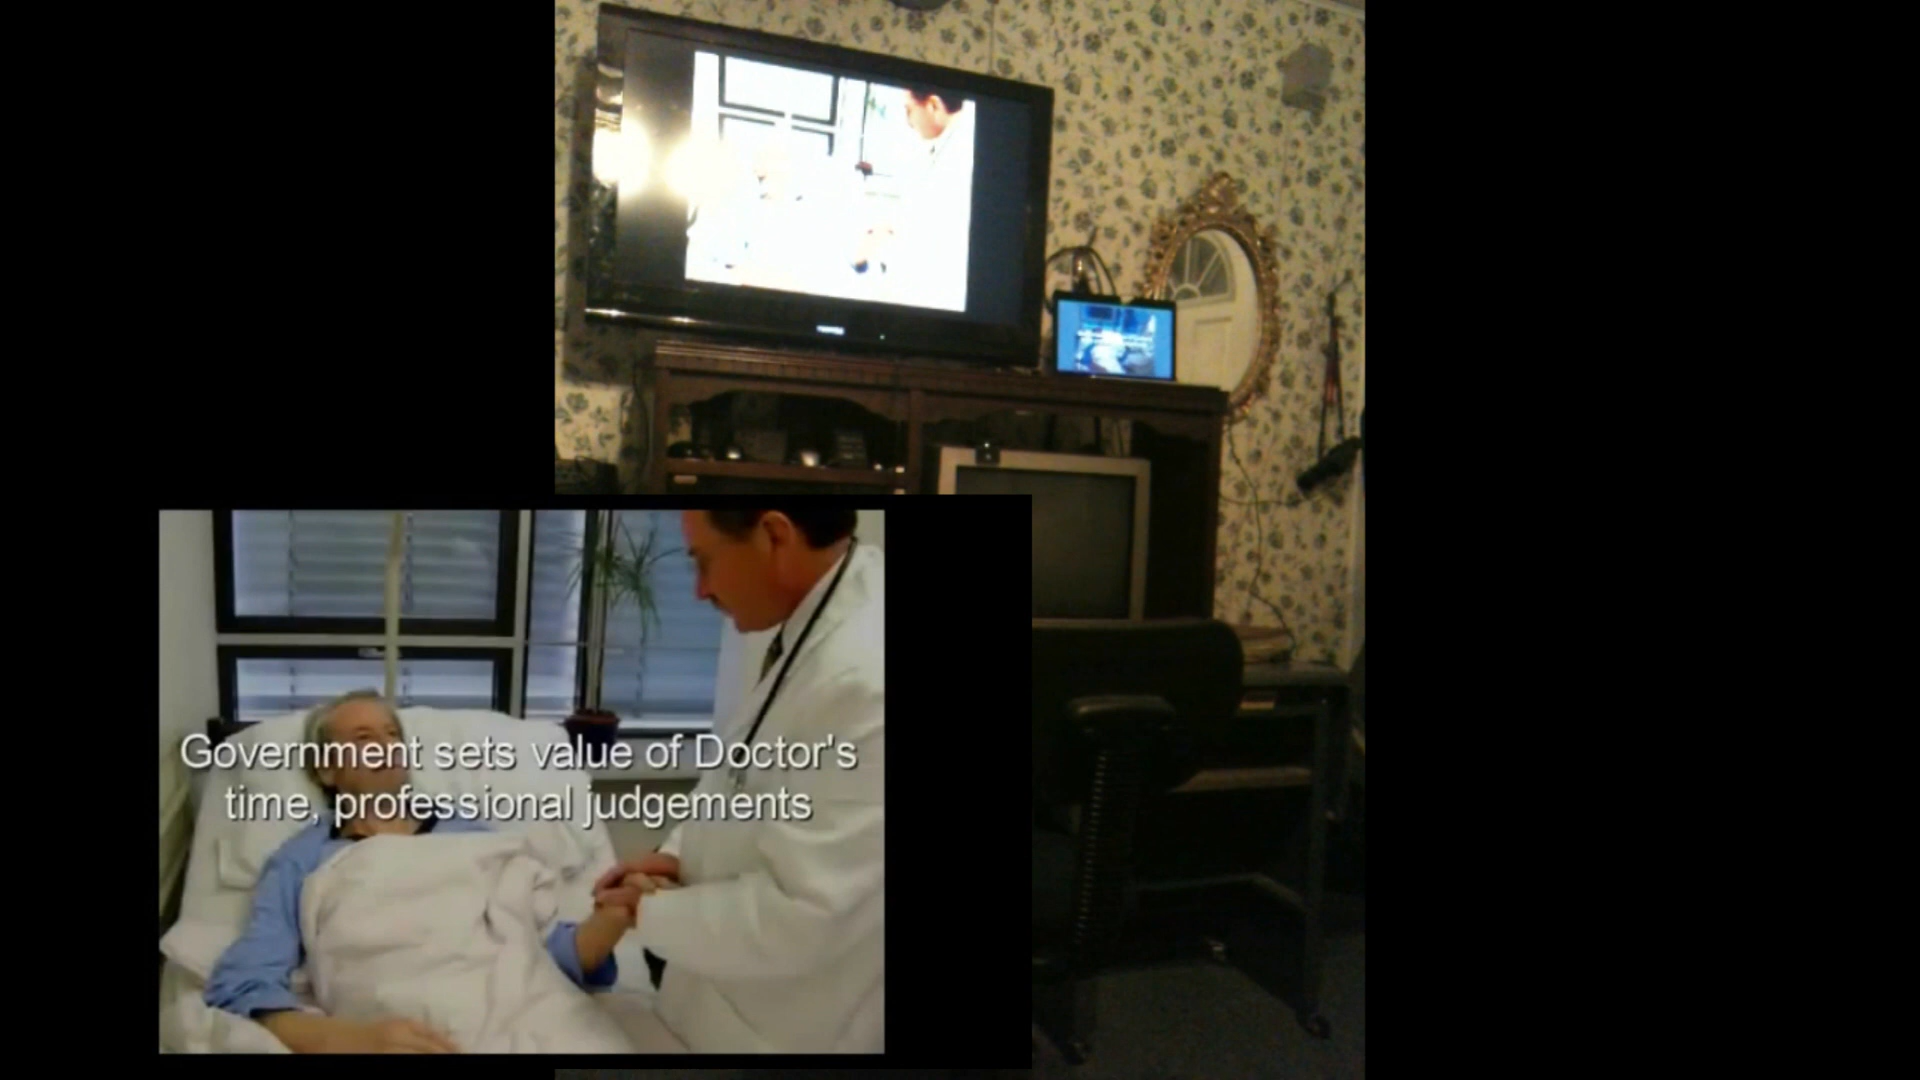 Government sets value of Doctor's
time, professional judgements